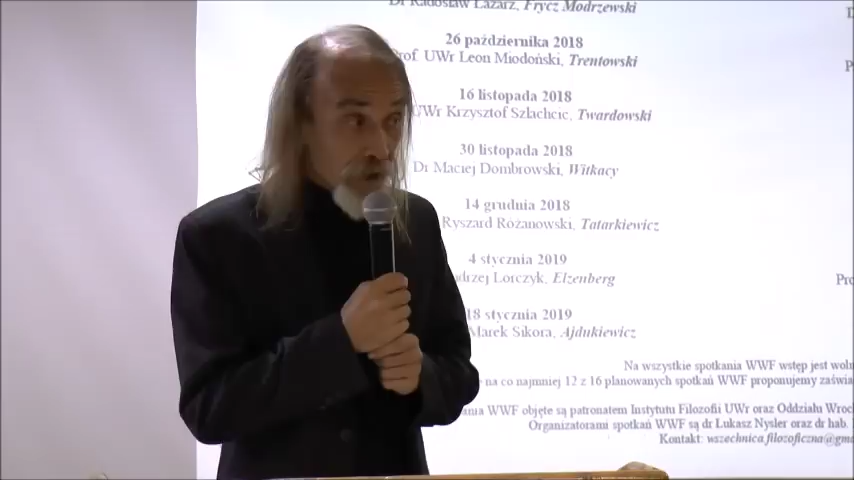 Dr Radosław Łazarz, Frycz Modrzewski
26 października 2018
Prof. UWr Leon Miodoński, Trentowski
16 listopada 2018
UWr Krzysztof Szlachcic, Twardowski
30 listopada 2018
Dr Maciej Dombrowski, Witkacy
14 grudnia 2018
Ryszard Różanowski, Tatarkiewicz
4 stycznia 2019
Lorczyk, Elzenberg
18 stycznia 2019
Marek Sikora, Ajdukiewicz
Na wszystkie spotkania WWF wstęp jest
na co najmniej 12 z 16 planowanych spotkań WWF proponujemy
WWF objęte są patronatem Instytutu Filozofii UWr oraz Oddziału
Organizatorami spotkań WWF są dr Łukasz Nysler oraz dr hab.
Kontakt: wszechnica.filozoficzna@